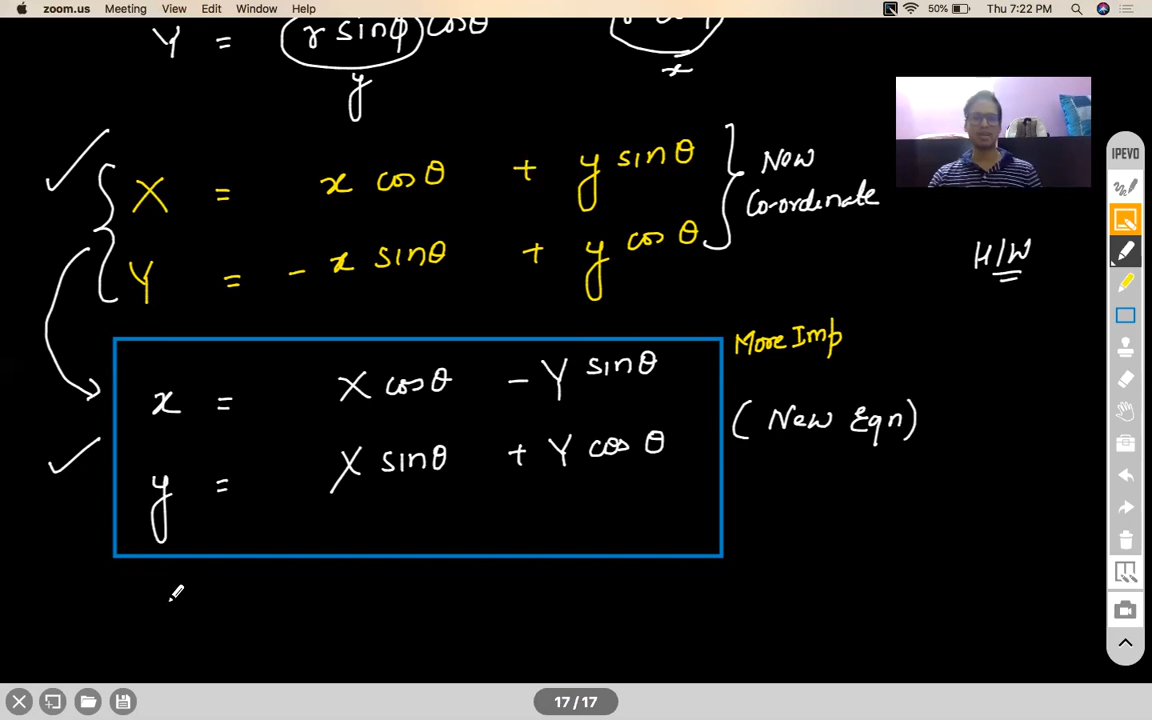 zoom.us Meeting View Edit Window Help 50% Thu 7:22 PM
Y = (r sinφ) cosθ
y x
IPEVO
X = x cosθ + y sinθ
Y = - x sinθ + y cosθ
New
Co-ordinate
H/W
More Imp
x = X cosθ - Y sinθ
y = X sinθ + Y cosθ
(New Eqn)
17/17